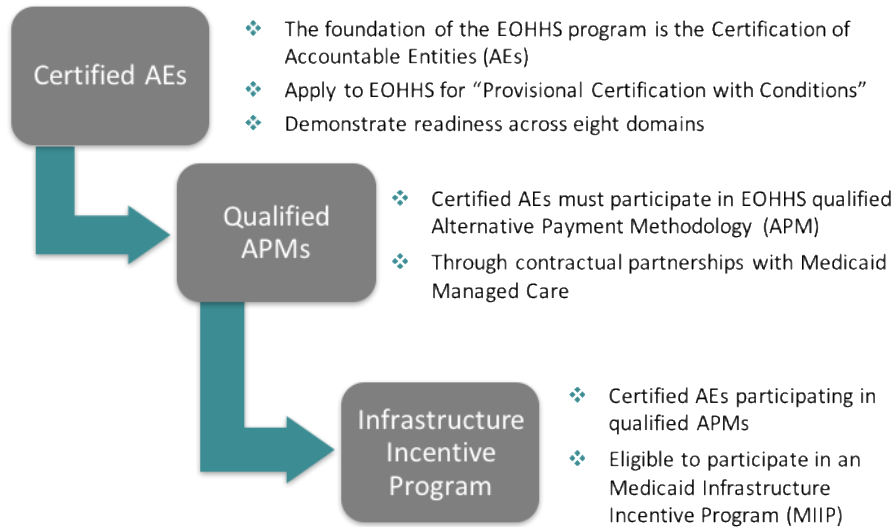 Certified AEs
❖ The foundation of the EOHHS program is the Certification of
Accountable Entities (AEs)
❖ Apply to EOHHS for “Provisional Certification with Conditions”
❖ Demonstrate readiness across eight domains
Qualified
APMs
❖ Certified AEs must participate in EOHHS qualified
Alternative Payment Methodology (APM)
❖ Through contractual partnerships with Medicaid
Managed Care
Infrastructure
Incentive
Program
❖ Certified AEs participating in
qualified APMs
❖ Eligible to participate in an
Medicaid Infrastructure
Incentive Program (MIIP)